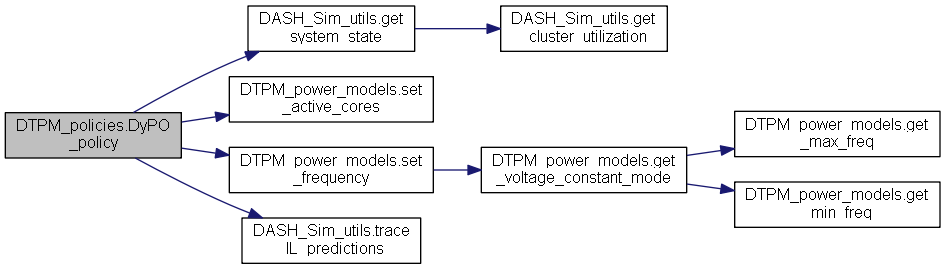 DASH_Sim_utils.get
_system_state
DASH_Sim_utils.get
_cluster_utilization
DTPM_power_models.set
_active_cores
DTPM_policies.DyPO
_policy
DTPM_power_models.set
_frequency
DTPM_power_models.get
_voltage_constant_mode
DTPM_power_models.get
_max_freq
DTPM_power_models.get
_min_freq
DASH_Sim_utils.trace
_IL_predictions